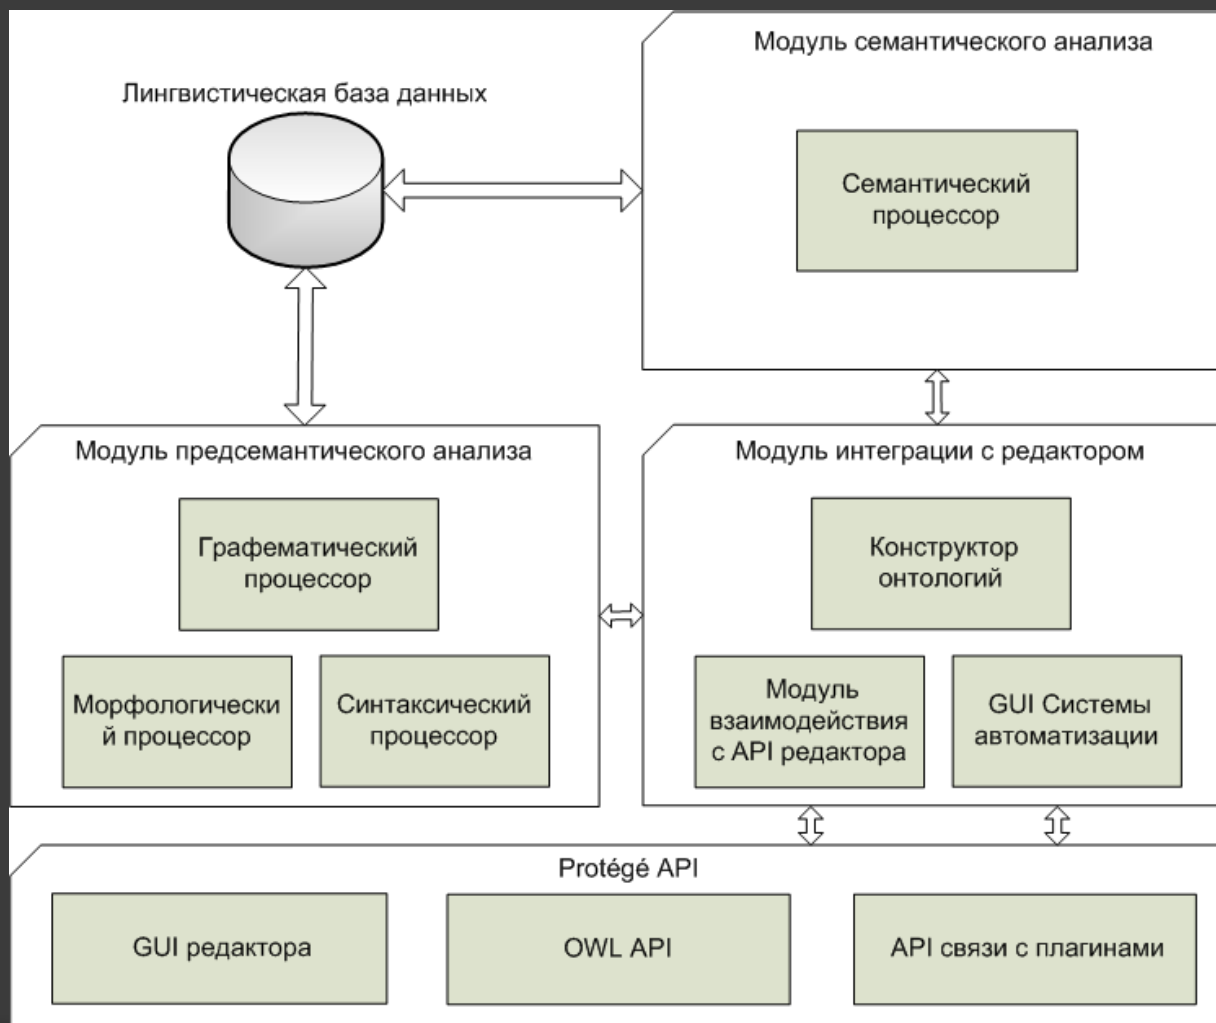 Модуль семантического анализа
Лингвистическая база данных
Семантический
процессор
Модуль предсемантического анализа
Графематический
процессор
Морфологически
й процессор
Синтаксический
процессор
Модуль интеграции с редактором
Конструктор
онтологий
Модуль
взаимодействия
с API редактора
GUI Системы
автоматизации
Protégé API
GUI редактора
OWL API
API связи с плагинами